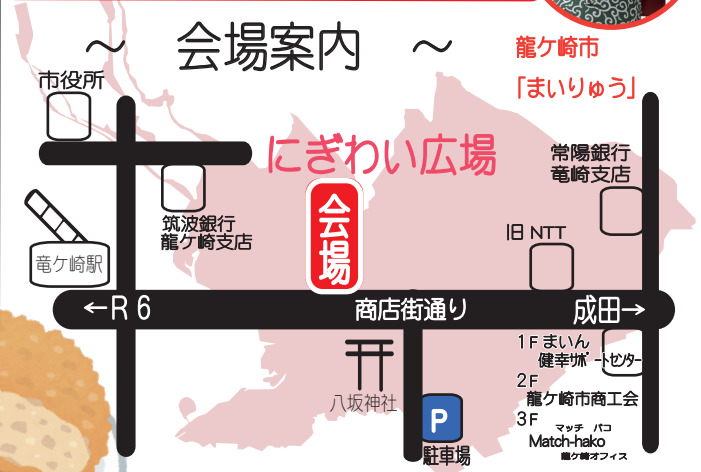 ～ 会場案内 ～
龍ケ崎市
「まいりゅう」
市役所
にぎわい広場
常陽銀行
竜崎支店
会場
筑波銀行
龍ケ崎支店
旧 NTT
竜ケ崎駅
←R 6
商店街通り
成田→
1F まいん
健幸サポートセンター
2F
龍ケ崎市商工会
3F
マッチ バコ
Match-hako
龍ケ崎オフィス
八坂神社
P
駐車場